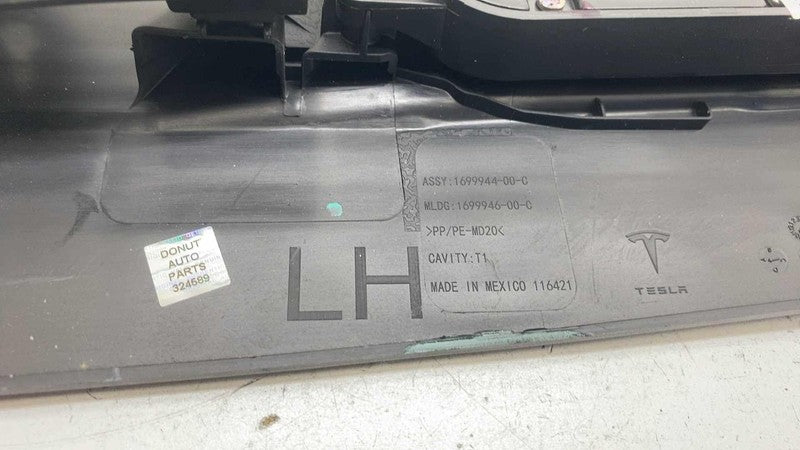 ASSY:1699944-00-C
MLDG:1699946-00-C
>PP/PE-MD20<
CAVITY:T1
MADE IN MEXICO 116421
LH
DONUT
AUTO
PARTS
324589
TESLA